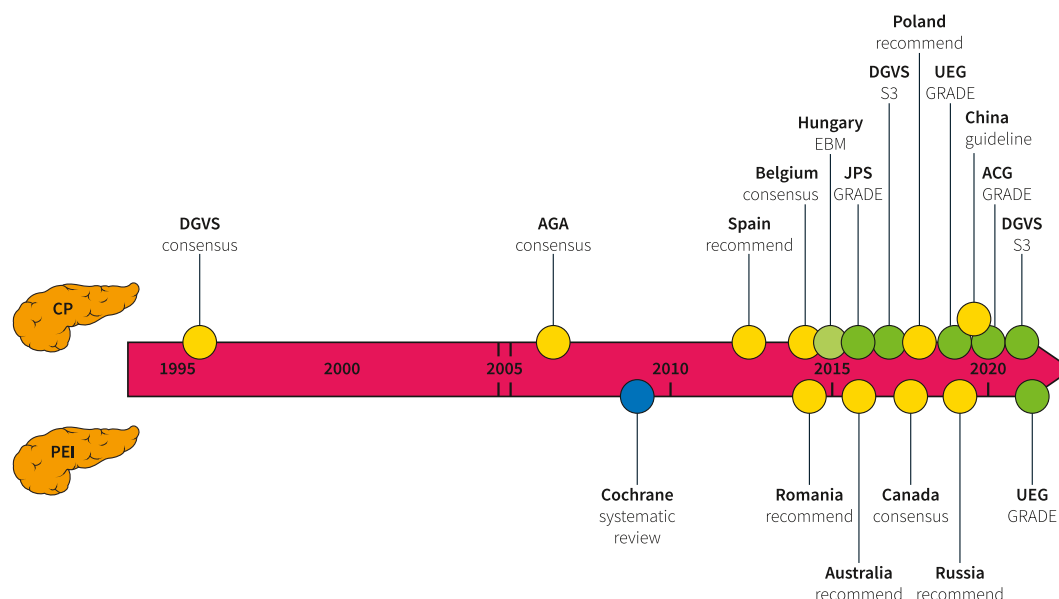 Poland
recommend
DGVS
S3
UEG
GRADE
Hungary
EBM
China
guideline
Belgium
consensus
JPS
GRADE
ACG
GRADE
DGVS
consensus
AGA
consensus
Spain
recommend
DGVS
S3
CP
1995 2000 2005 2010 2015 2020
PEI
Cochrane
systematic
review
Romania
recommend
Canada
consensus
UEG
GRADE
Australia
recommend
Russia
recommend